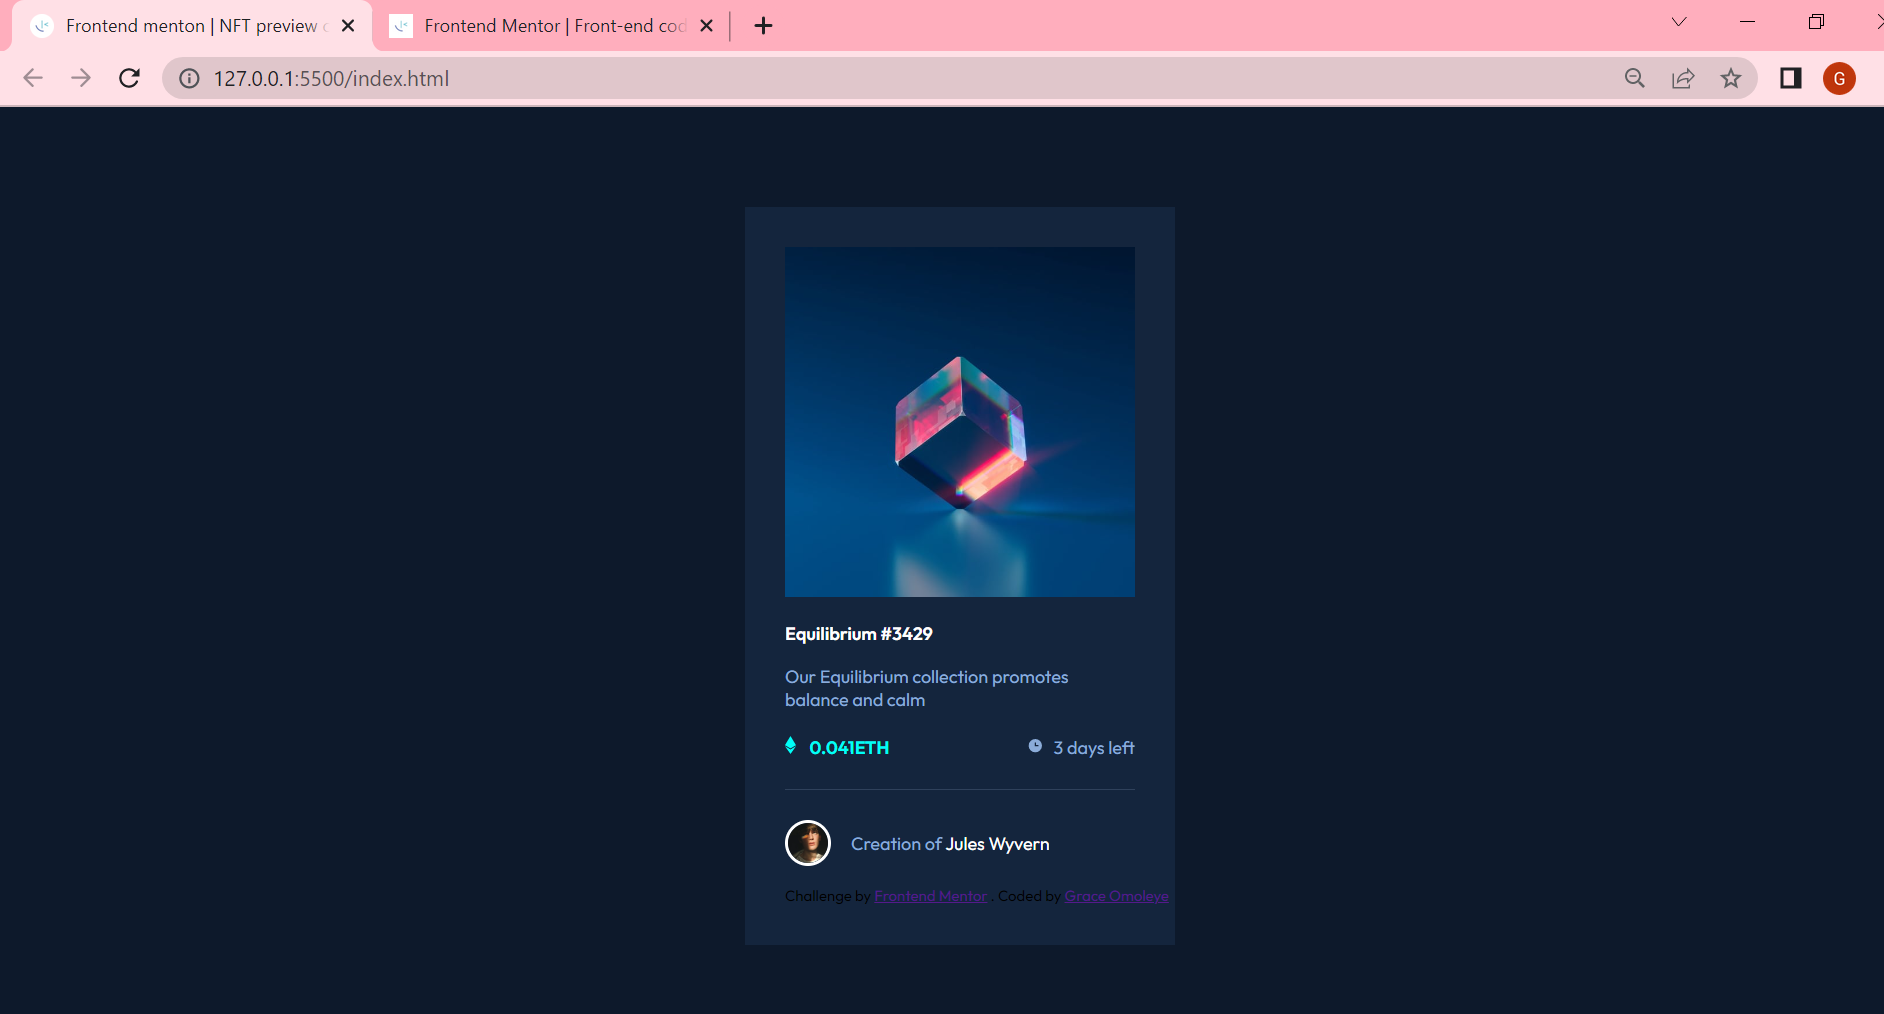 Frontend menton | NFT preview c
Frontend Mentor | Front-end cod
127.0.0.1:5500/index.html
G
Equilibrium #3429
Our Equilibrium collection promotes
balance and calm
0.041ETH
3 days left
Creation of Jules Wyvern
Challenge by Frontend Mentor . Coded by Grace Omoleye